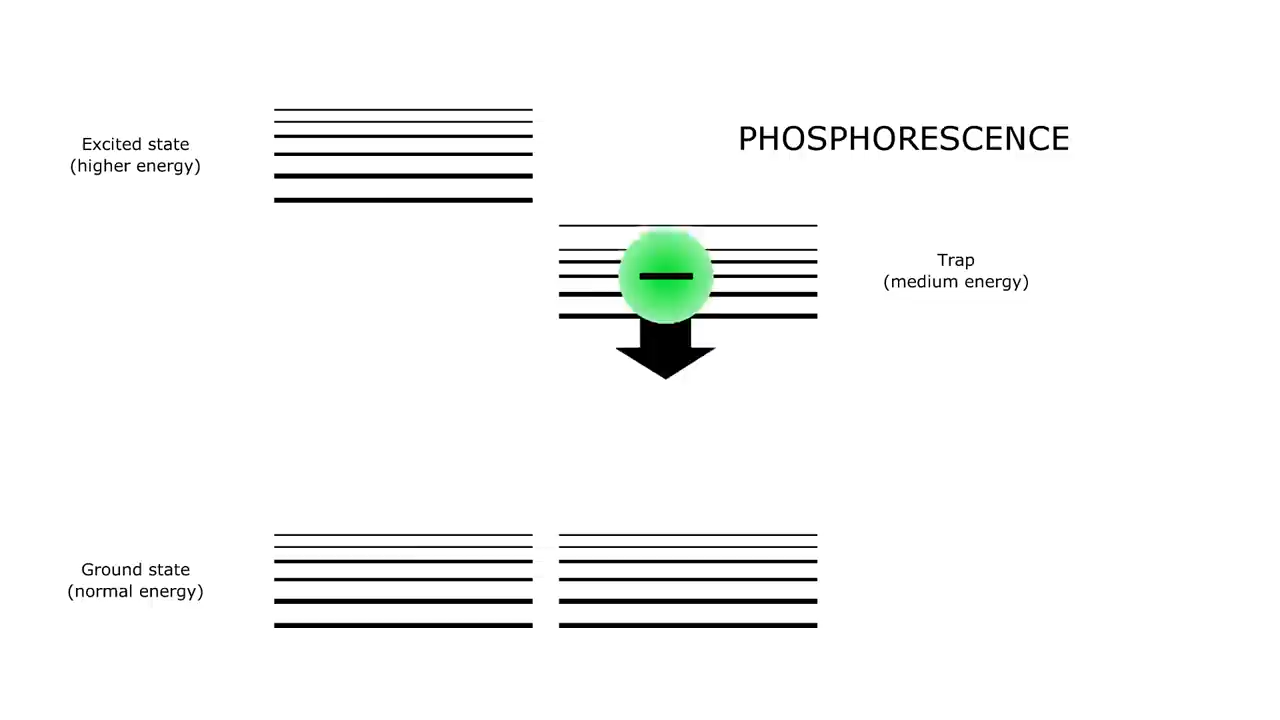 Excited state
(higher energy)
PHOSPHORESCENCE
Trap
(medium energy)
Ground state
(normal energy)